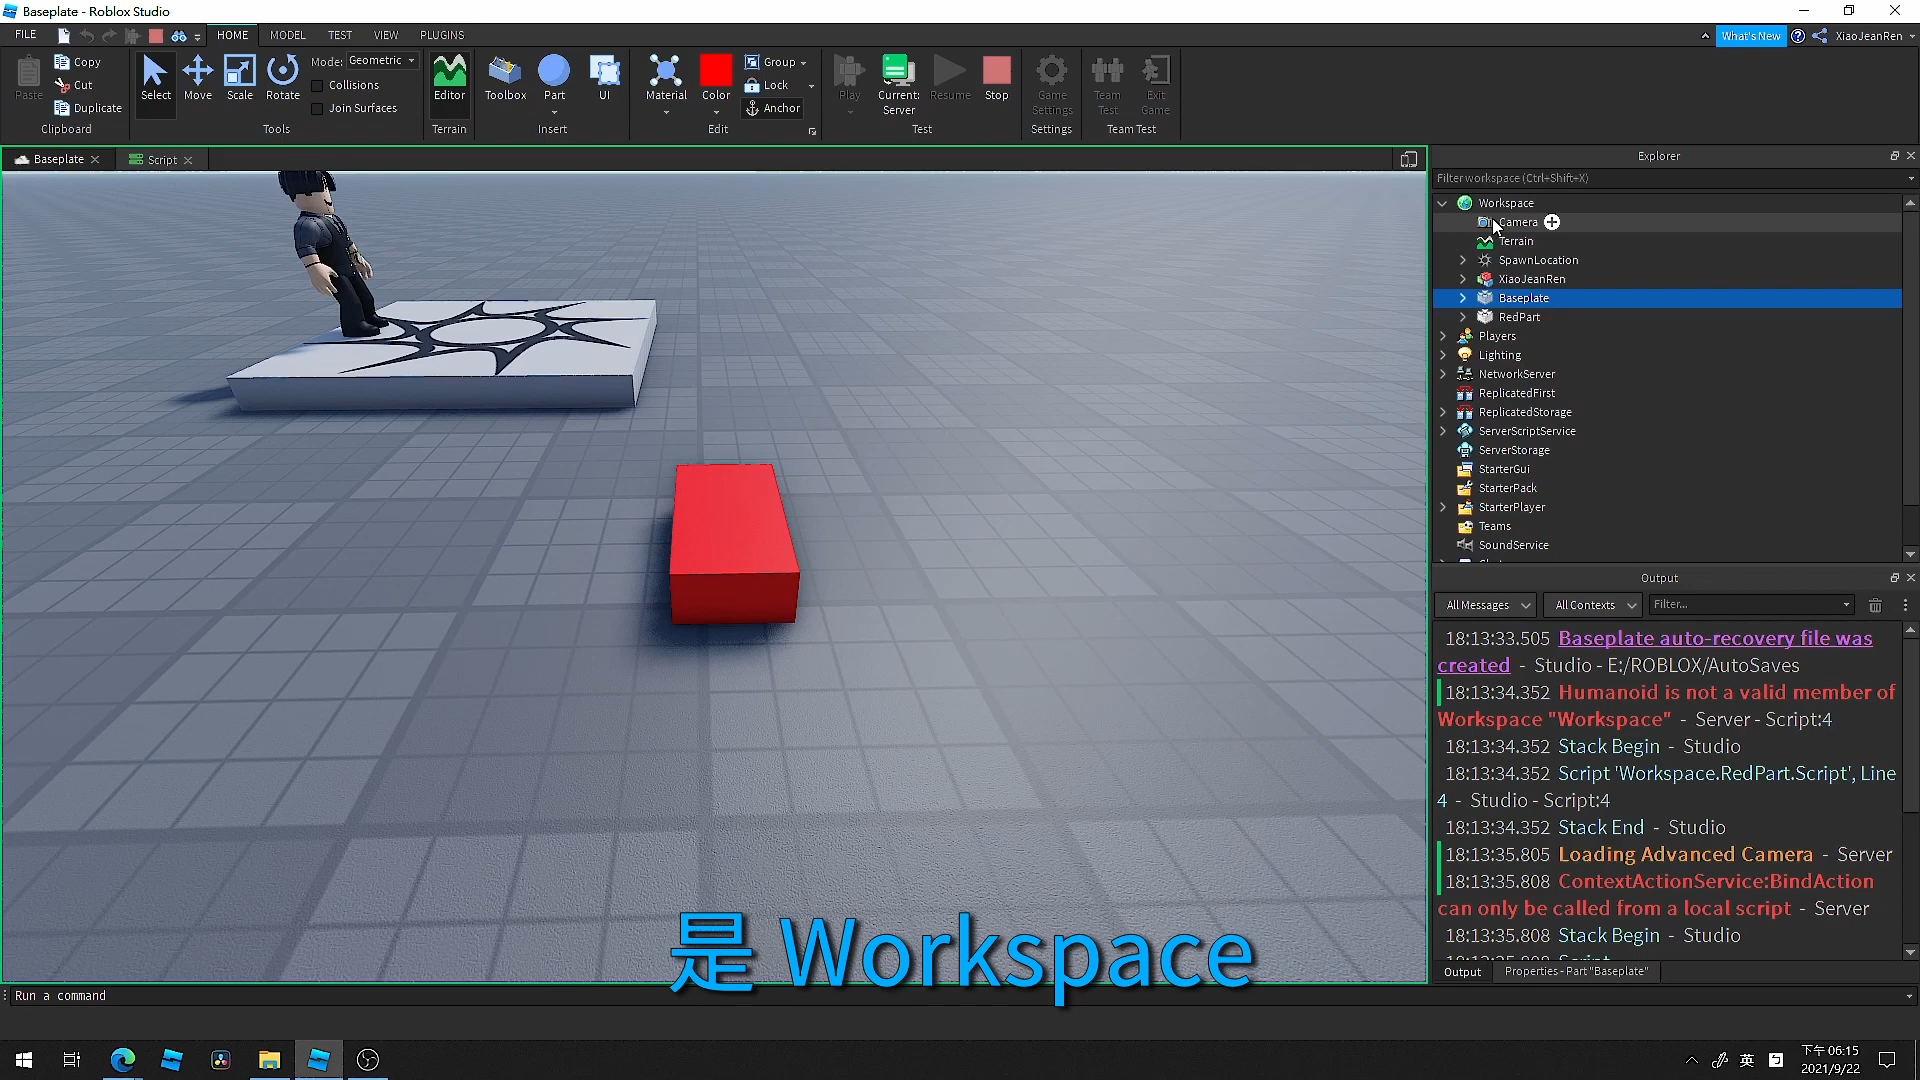 Baseplate - Roblox Studio
FILE
HOME
MODEL
TEST
VIEW
PLUGINS
What's New
XiaoJeanRen
Paste
Copy
Cut
Duplicate
Clipboard
Select
Move
Scale
Rotate
Mode: Geometric
Collisions
Join Surfaces
Tools
Editor
Terrain
Toolbox
Part
UI
Insert
Material
Color
Group
Lock
Anchor
Edit
Play
Current: Server
Resume
Stop
Test
Game Settings
Settings
Team Test
Exit Game
Team Test
Baseplate
Script
Explorer
Filter workspace (Ctrl+Shift+X)
Workspace
Camera
Terrain
SpawnLocation
XiaoJeanRen
Baseplate
RedPart
Players
Lighting
NetworkServer
ReplicatedFirst
ReplicatedStorage
ServerScriptService
ServerStorage
StarterGui
StarterPack
StarterPlayer
Teams
SoundService
Output
All Messages
All Contexts
Filter...
18:13:33.505 Baseplate auto-recovery file was
created - Studio - E:/ROBLOX/AutoSaves
18:13:34.352 Humanoid is not a valid member of
Workspace "Workspace" - Server - Script:4
18:13:34.352 Stack Begin - Studio
18:13:34.352 Script 'Workspace.RedPart.Script', Line
4 - Studio - Script:4
18:13:34.352 Stack End - Studio
18:13:35.805 Loading Advanced Camera - Server
18:13:35.808 ContextActionService:BindAction
can only be called from a local script - Server
18:13:35.808 Stack Begin - Studio
Output
Properties - Part "Baseplate"
是 Workspace
Run a command
英
下午 06:15
2021/9/22